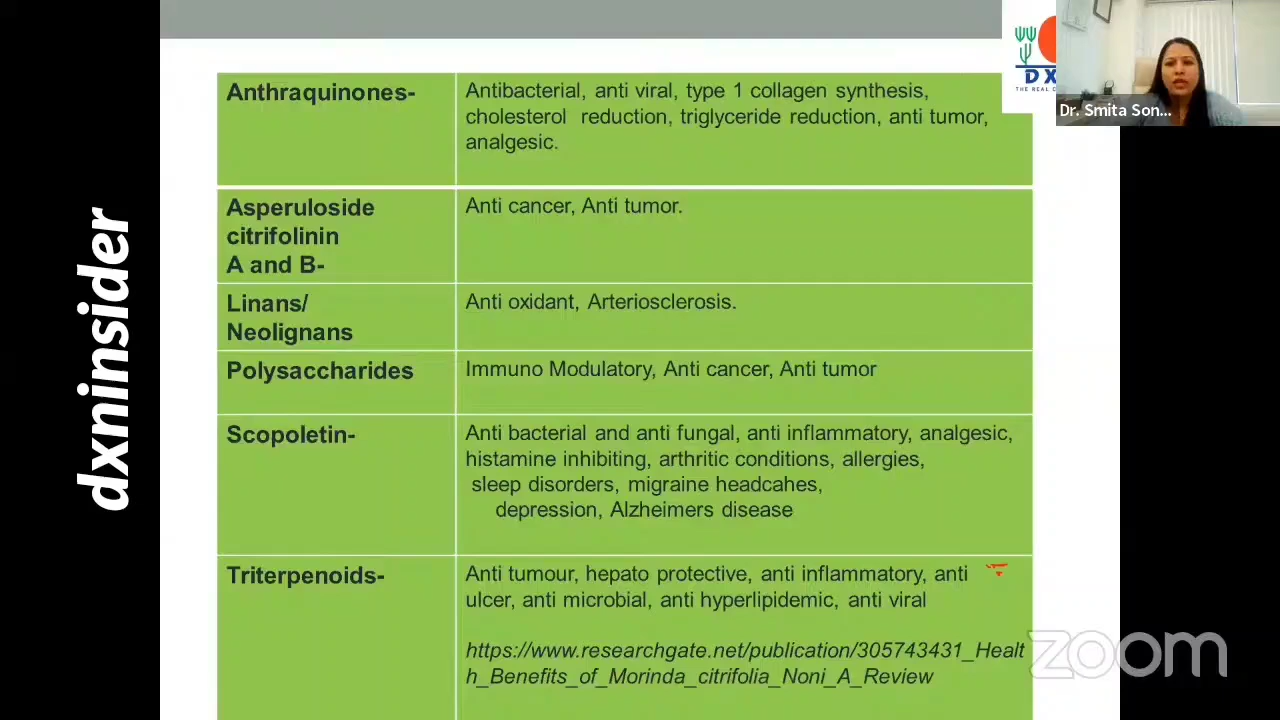 Anthraquinones-
Antibacterial, anti viral, type 1 collagen synthesis,
cholesterol reduction, triglyceride reduction, anti tumor,
analgesic.
Asperuloside
citrifolinin
A and B-
Anti cancer, Anti tumor.
Linans/
Neolignans
Anti oxidant, Arteriosclerosis.
Polysaccharides
Immuno Modulatory, Anti cancer, Anti tumor
Scopoletin-
Anti bacterial and anti fungal, anti inflammatory, analgesic,
histamine inhibiting, arthritic conditions, allergies,
sleep disorders, migraine headcahes,
depression, Alzheimers disease
Triterpenoids-
Anti tumour, hepato protective, anti inflammatory, anti
ulcer, anti microbial, anti hyperlipidemic, anti viral
https://www.researchgate.net/publication/305743431_Healt
h_Benefits_of_Morinda_citrifolia_Noni_A_Review
DX
THE REAL C
Dr. Smita Son...
dxninsider
zoom